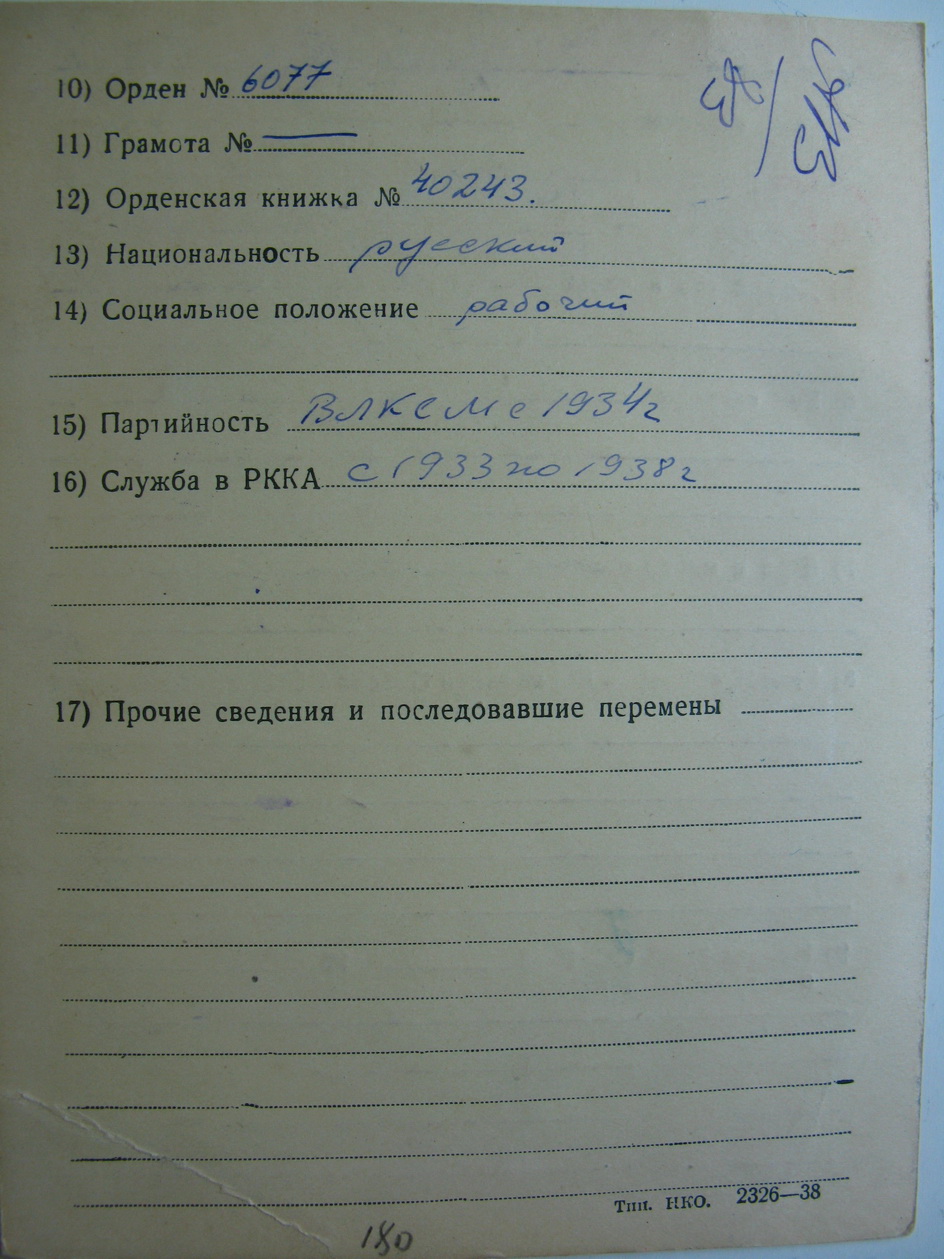 10) Орден № 6077
11) Грамота № —
12) Орденская книжка № 40243.
13) Национальность русский
14) Социальное положение рабочий
15) Партийность ВЛКСМ с 1934 г
16) Служба в РККА с 1933 по 1938 г
17) Прочие сведения и последовавшие перемены
Тип. НКО. 2326—38
180